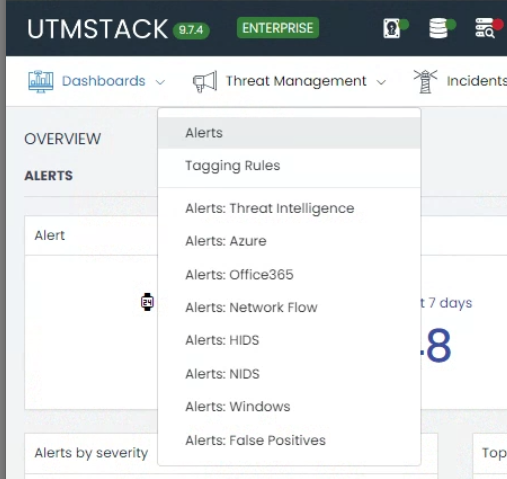 UTMSTACK 9.7.4 ENTERPRISE
Dashboards Threat Management Incidents
OVERVIEW
ALERTS
Alerts
Tagging Rules
Alerts: Threat Intelligence
Alerts: Azure
Alerts: Office365
Alerts: Network Flow
Alerts: HIDS
Alerts: NIDS
Alerts: Windows
Alerts: False Positives
Alert
24
t 7 days
8
Alerts by severity
Top